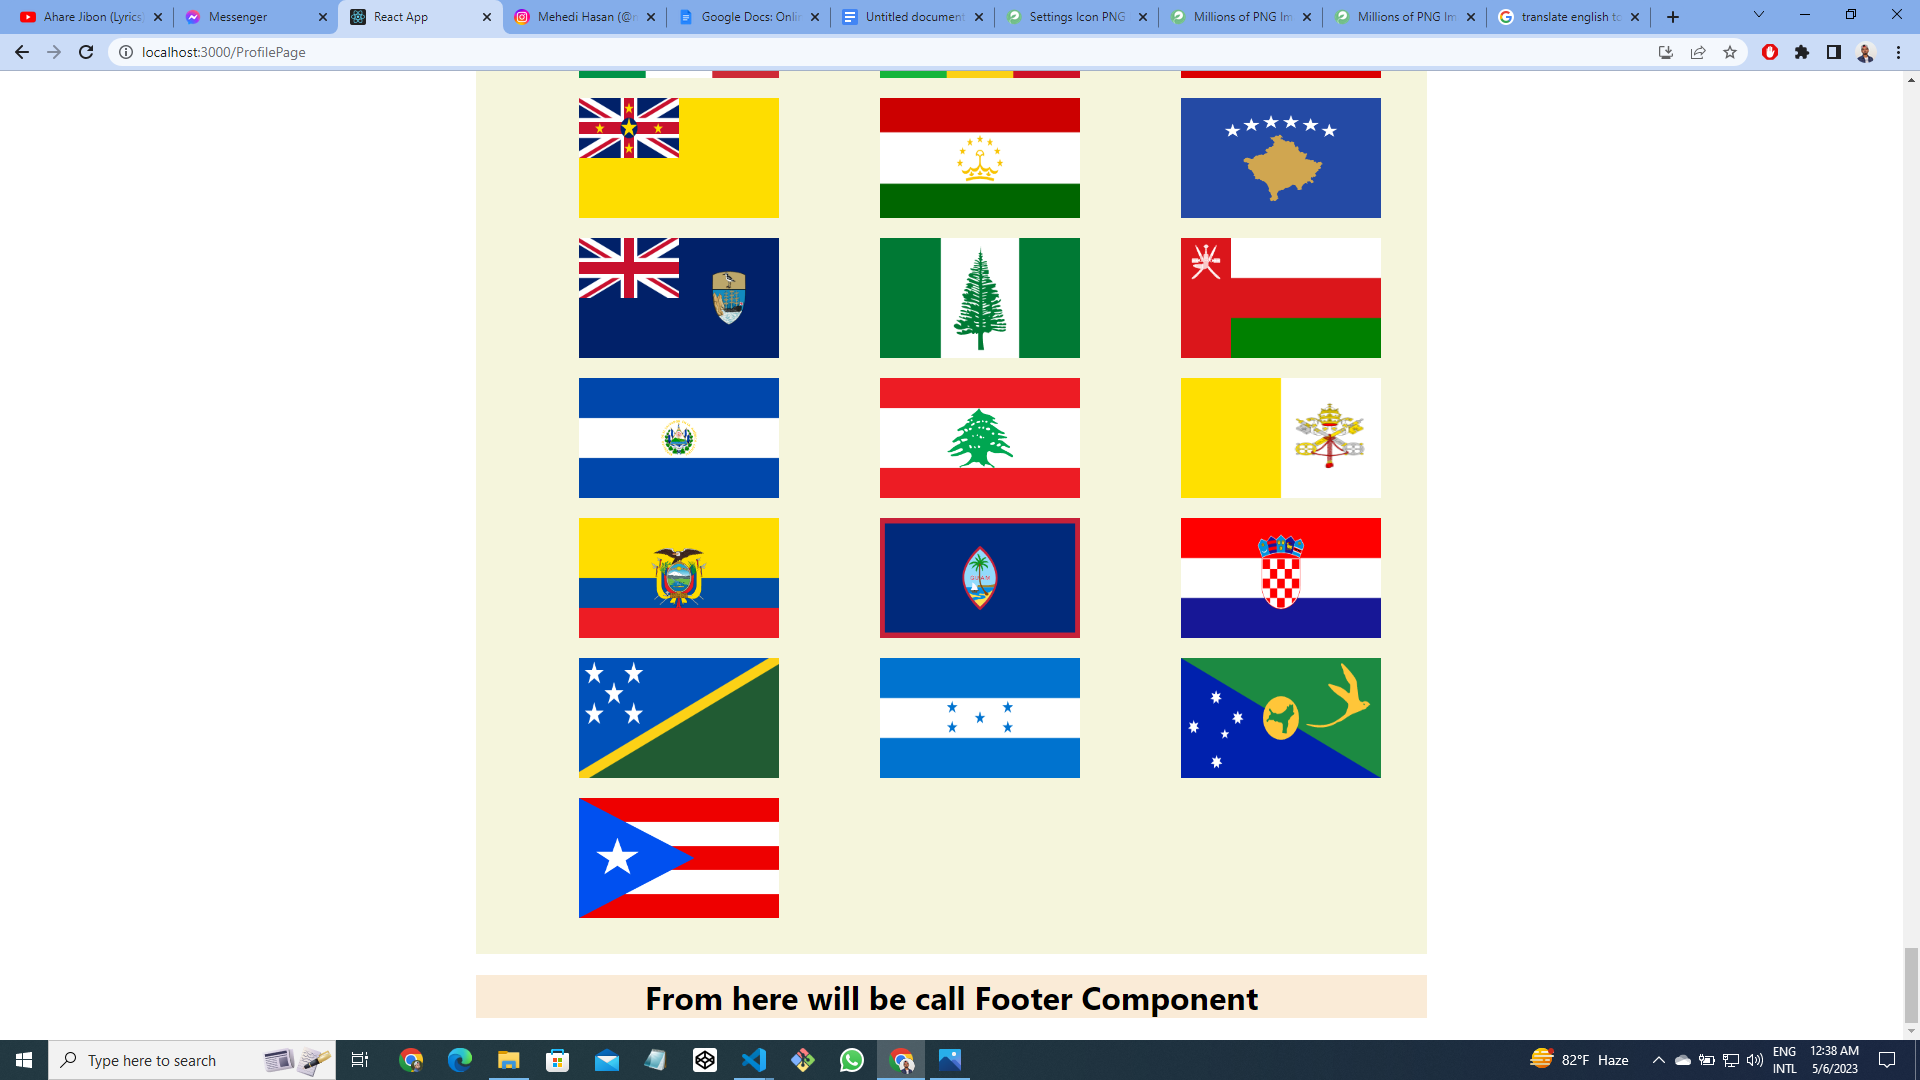 Ahare Jibon (Lyrics)
Messenger
React App
Mehedi Hasan (@m
Google Docs: Onlin
Untitled document
Settings Icon PNG
Millions of PNG Im
Millions of PNG Im
translate english to
localhost:3000/ProfilePage
GUAM
From here will be call Footer Component
Type here to search
82°F Haze
ENG
INTL
12:38 AM
5/6/2023